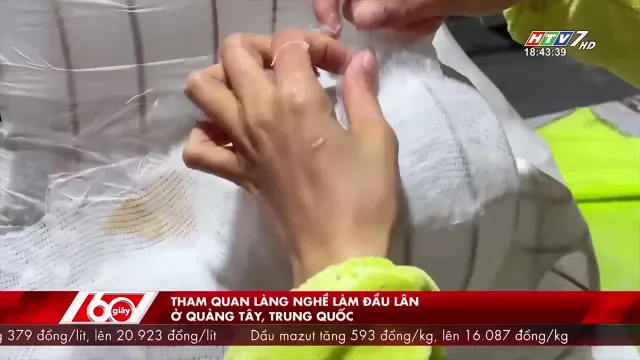 HTV7 HD
18:43:39
60 giây
THAM QUAN LÀNG NGHỀ LÀM ĐẦU LÂN
Ở QUẢNG TÂY, TRUNG QUỐC
379 đồng/lít, lên 20.923 đồng/lít Dầu mazut tăng 593 đồng/kg, lên 16.087 đồng/kg